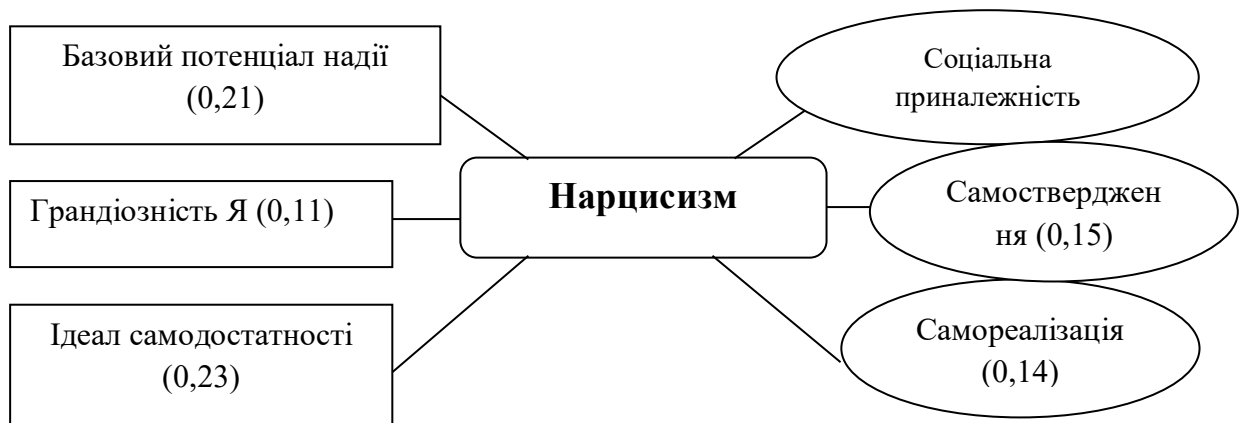 Базовий потенціал надії
(0,21)
Грандіозність Я (0,11)
Ідеал самодостатності
(0,23)
Нарцисизм
Соціальна
приналежність
Самостверджен
ня (0,15)
Самореалізація
(0,14)